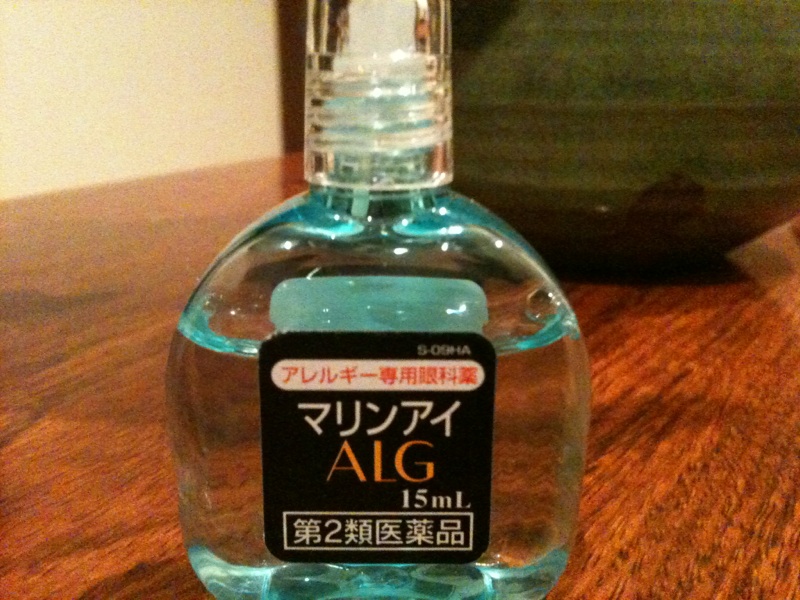 S-09HA
アレルギー専用眼科薬
マリンアイ
ALG
15mL
第2類医薬品